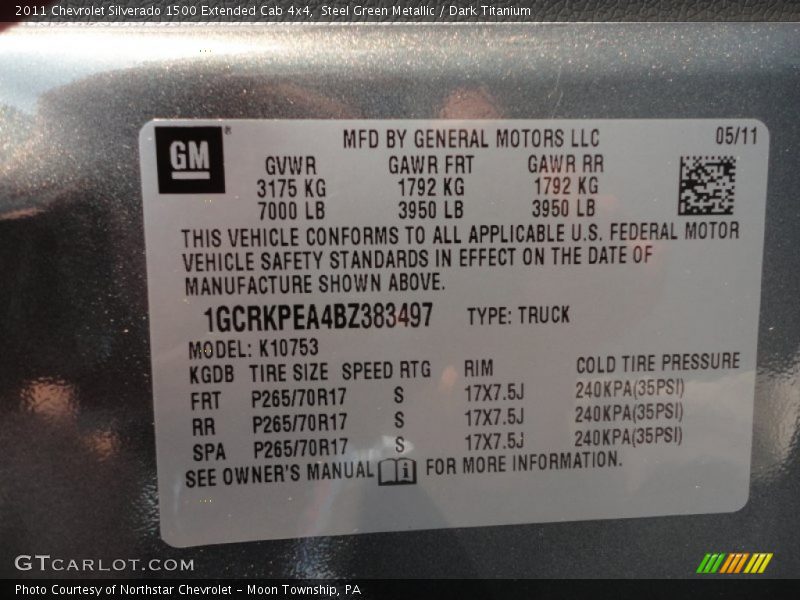 2011 Chevrolet Silverado 1500 Extended Cab 4x4, Steel Green Metallic / Dark Titanium
GM®
MFD BY GENERAL MOTORS LLC 05/11
GVWR GAWR FRT GAWR RR
3175 KG 1792 KG 1792 KG
7000 LB 3950 LB 3950 LB
THIS VEHICLE CONFORMS TO ALL APPLICABLE U.S. FEDERAL MOTOR
VEHICLE SAFETY STANDARDS IN EFFECT ON THE DATE OF
MANUFACTURE SHOWN ABOVE.
1GCRKPEA4BZ383497 TYPE: TRUCK
MODEL: K10753
KGDB TIRE SIZE SPEED RTG RIM COLD TIRE PRESSURE
FRT P265/70R17 S 17X7.5J 240KPA(35PSI)
RR P265/70R17 S 17X7.5J 240KPA(35PSI)
SPA P265/70R17 S 17X7.5J 240KPA(35PSI)
SEE OWNER'S MANUAL FOR MORE INFORMATION.
GTCARLOT.COM
Photo Courtesy of Northstar Chevrolet – Moon Township, PA